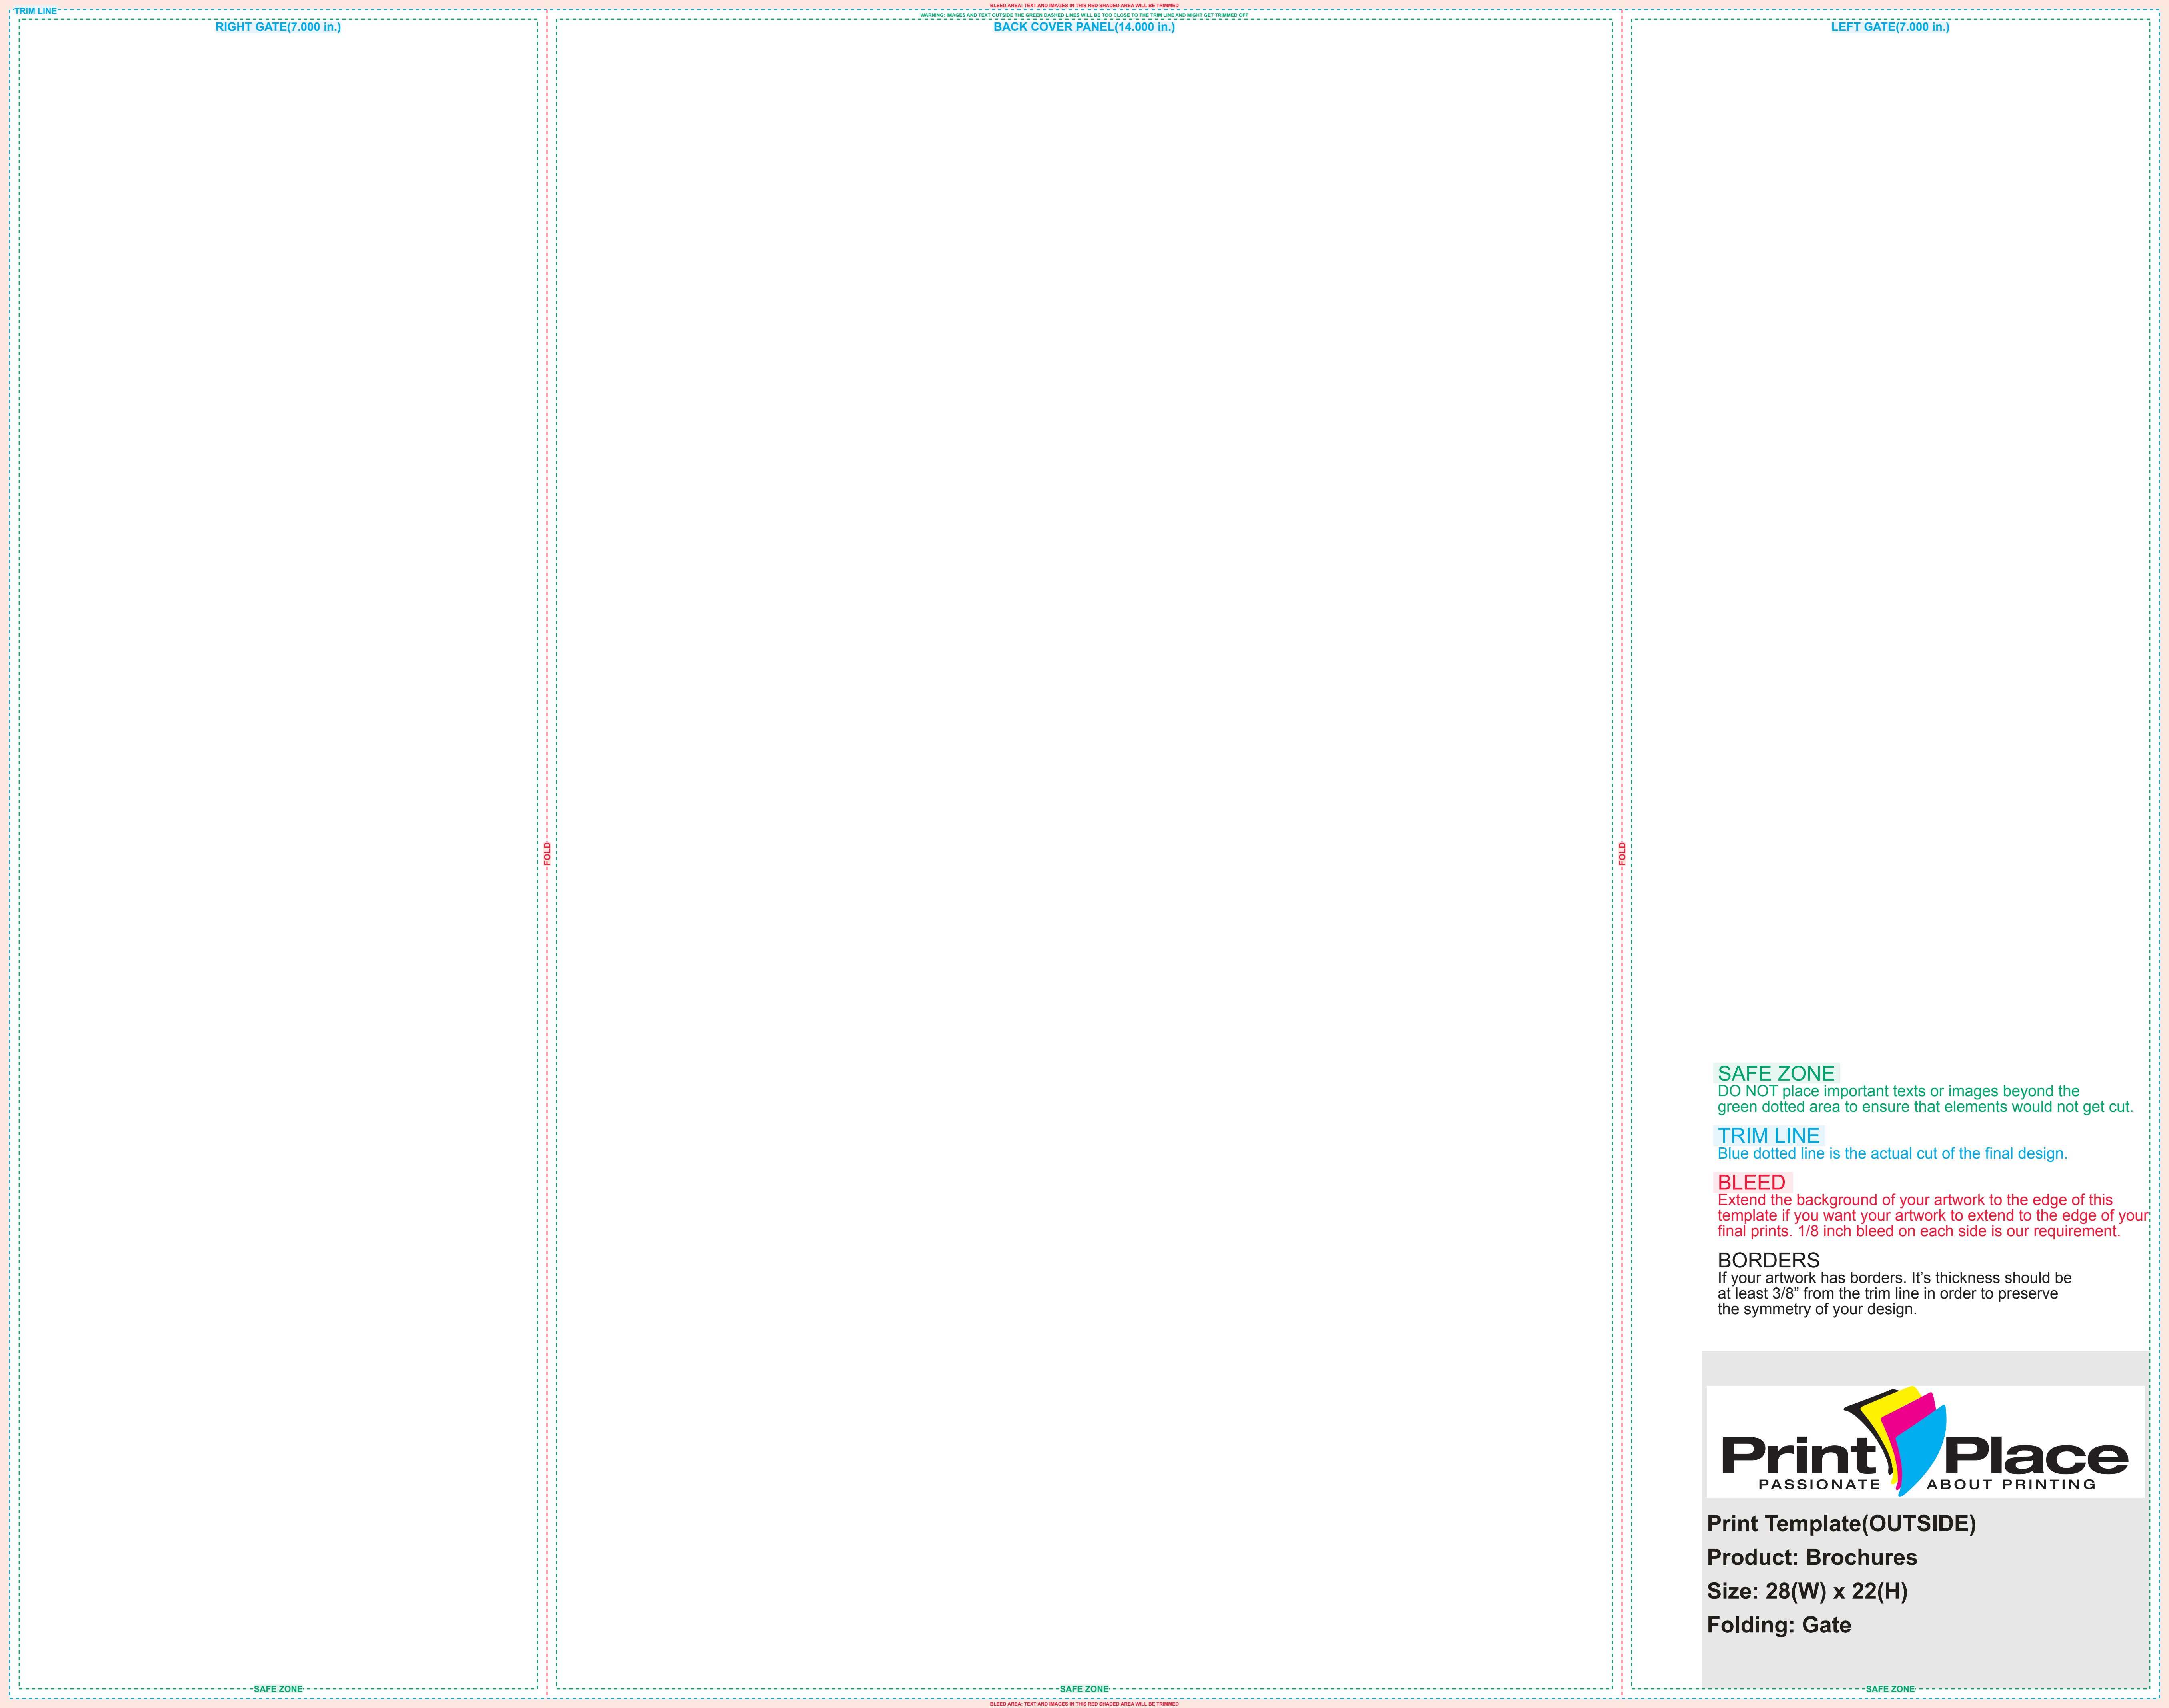 BLEED AREA: TEXT AND IMAGES IN THIS RED SHADED AREA WILL BE TRIMMED
TRIM LINE
WARNING: IMAGES AND TEXT OUTSIDE THE GREEN DASHED LINES WILL BE TOO CLOSE TO THE TRIM LINE AND MIGHT GET TRIMMED OFF
RIGHT GATE(7.000 in.)
BACK COVER PANEL(14.000 in.)
LEFT GATE(7.000 in.)
FOLD
FOLD
SAFE ZONE
DO NOT place important texts or images beyond the
green dotted area to ensure that elements would not get cut.
TRIM LINE
Blue dotted line is the actual cut of the final design.
BLEED
Extend the background of your artwork to the edge of this
template if you want your artwork to extend to the edge of your
final prints. 1/8 inch bleed on each side is our requirement.
BORDERS
If your artwork has borders. It’s thickness should be
at least 3/8” from the trim line in order to preserve
the symmetry of your design.
Print Place
PASSIONATE ABOUT PRINTING
Print Template(OUTSIDE)
Product: Brochures
Size: 28(W) x 22(H)
Folding: Gate
SAFE ZONE
SAFE ZONE
SAFE ZONE
BLEED AREA: TEXT AND IMAGES IN THIS RED SHADED AREA WILL BE TRIMMED